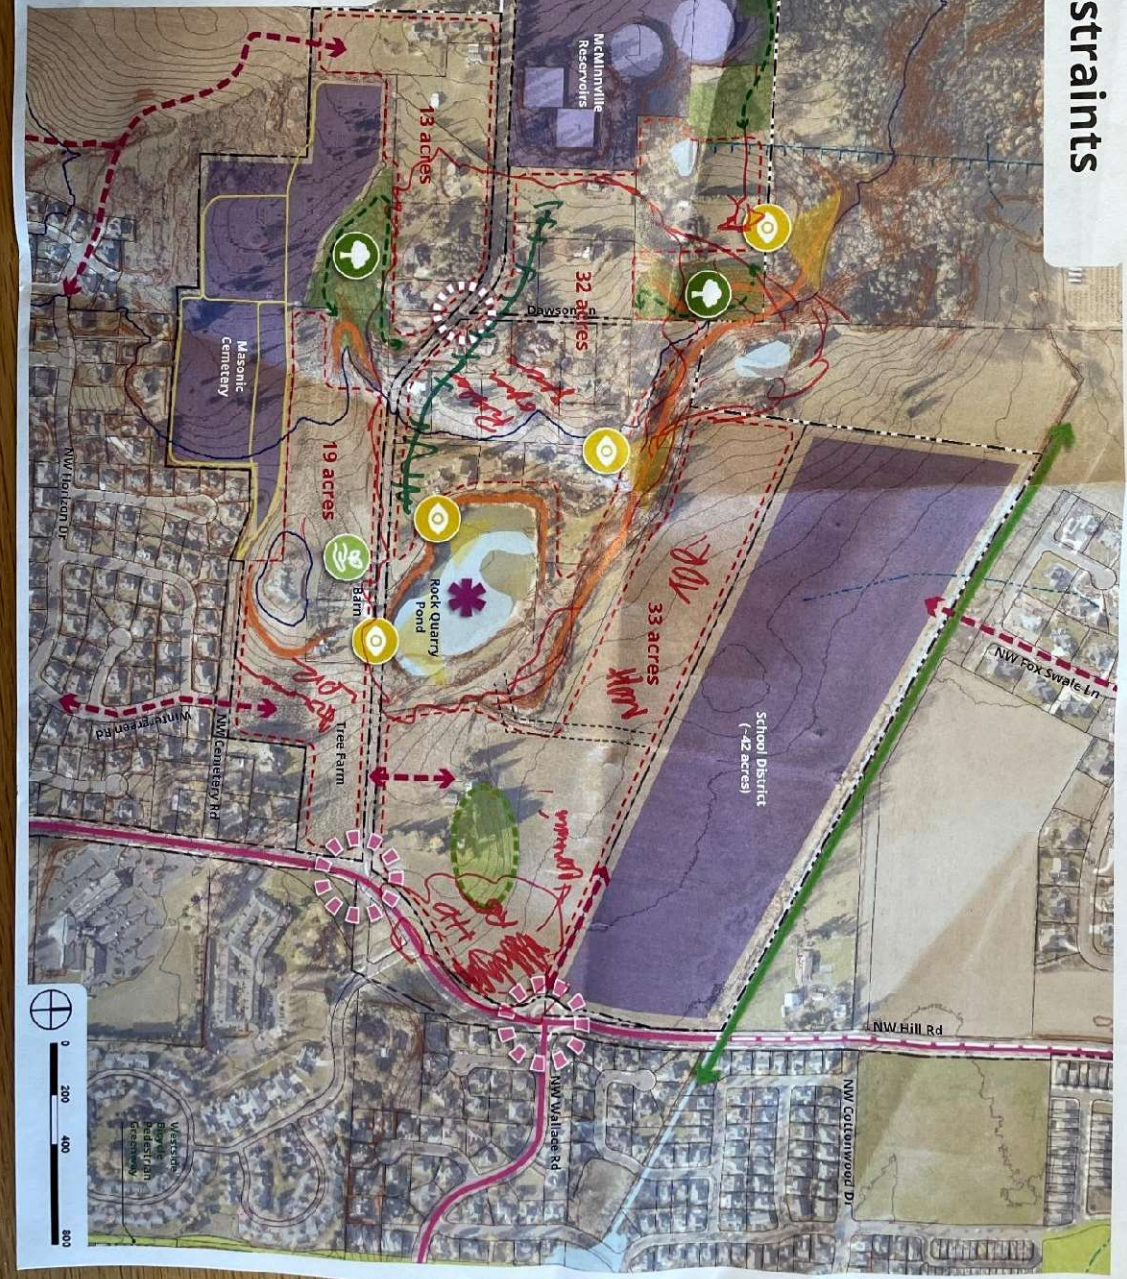 straints
McMinnville
Reservoirs
13 acres
32 acres
Dawson Ln
Masonic
Cemetery
19 acres
NW Horizon Dr
Barn
Rock Quarry
Pond
33 acres
NW Fox Swale Ln
School District
(~42 acres)
Tree Farm
NW Cemetery Rd
Wintergreen Rd
NW Hill Rd
NW Wallace Rd
NW Cottonwood Dr
Westside
Bicycle
Pedestrian
Greenway
0
200
400
800